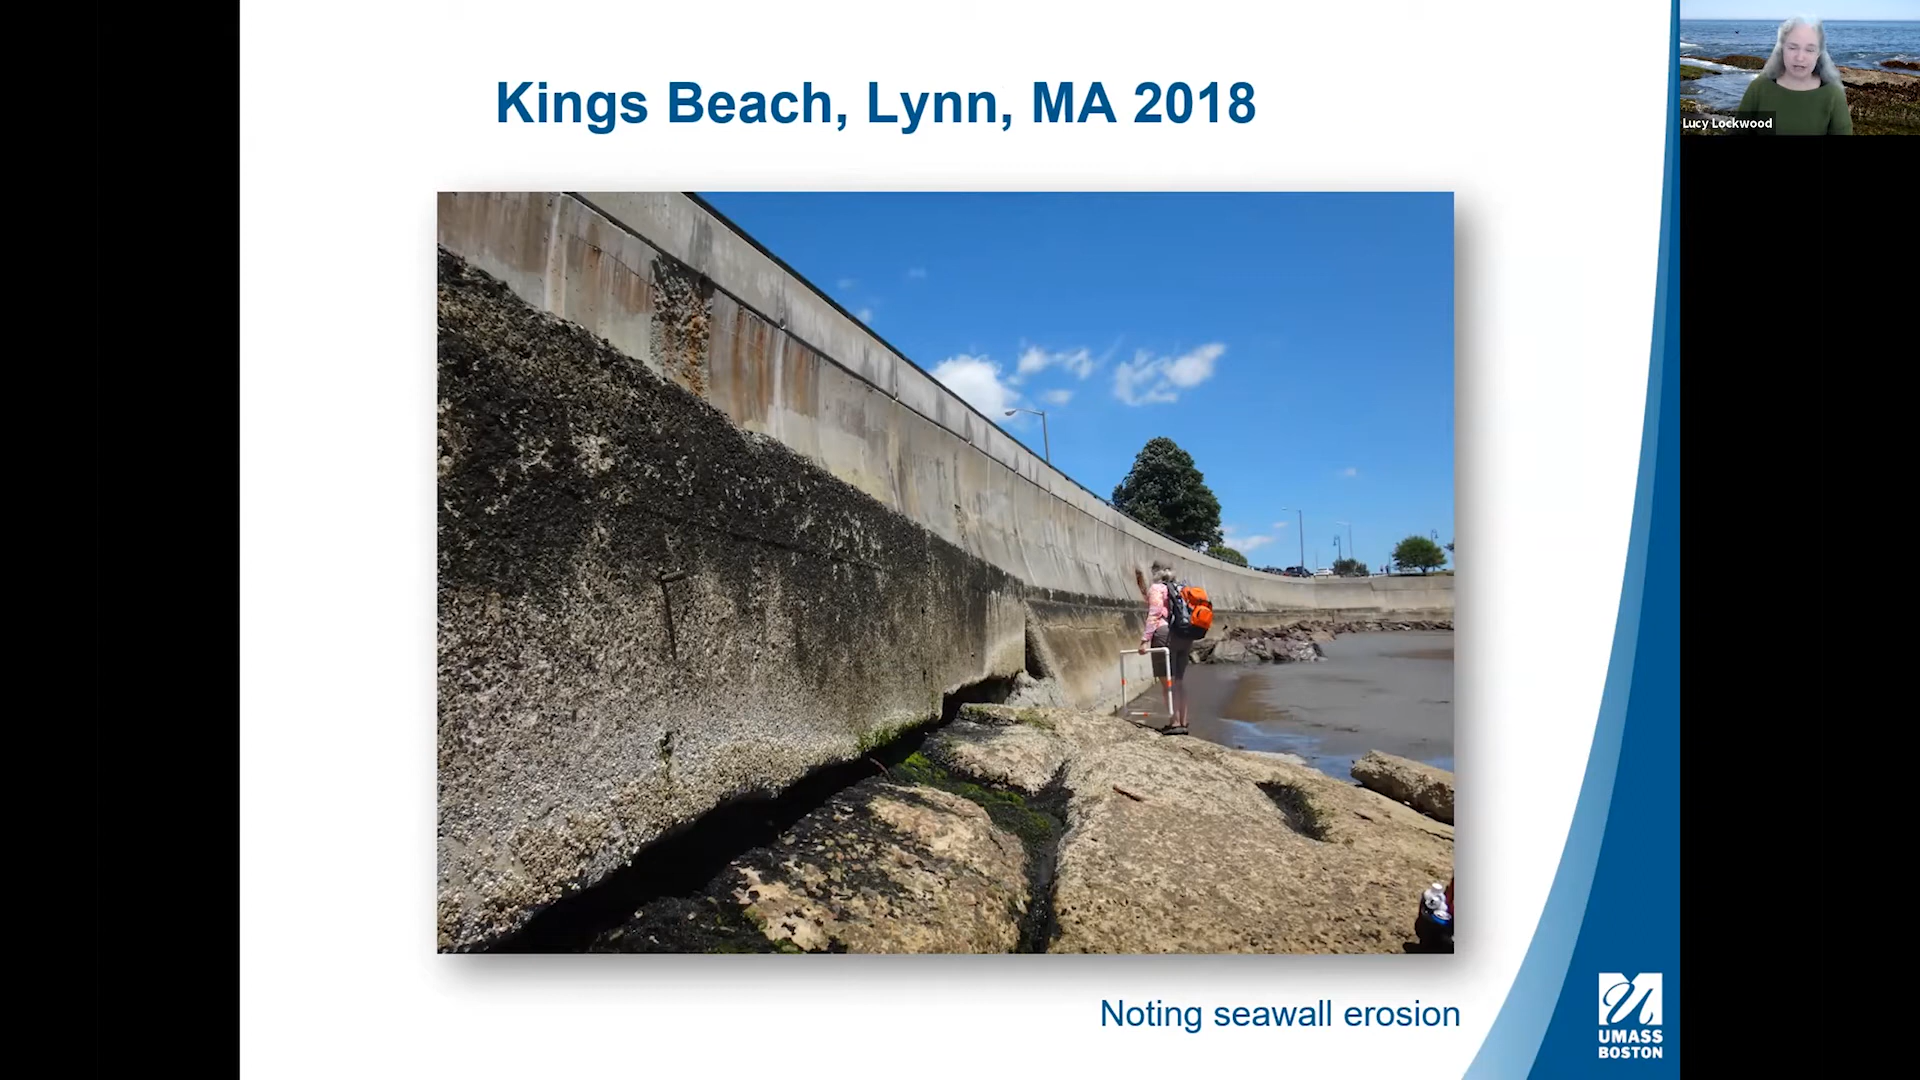 Kings Beach, Lynn, MA 2018
Lucy Lockwood
Noting seawall erosion
UMASS
BOSTON